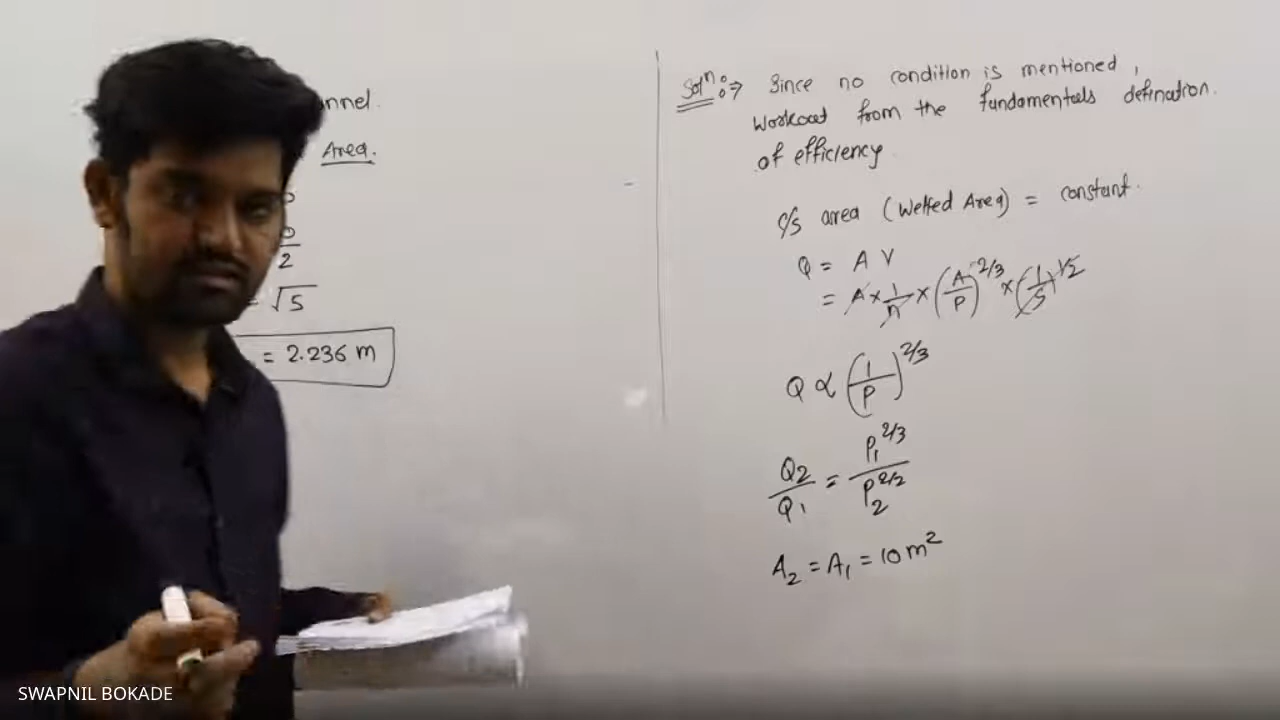 nnel.
Area.
2
= √5
= 2.236 m
Solⁿ :⇒ Since no condition is mentioned,
Workout from the fundamentals defination.
of efficiency
c/s area (Wetted Area) = constant.
Q = A V
= A × 1/n × (A/P)^2/3 × (1/S)^1/2
Q ∝ (1/P)^2/3
Q2/Q1 = P1^2/3 / P2^2/2
A2 = A1 = 10 m²
SWAPNIL BOKADE